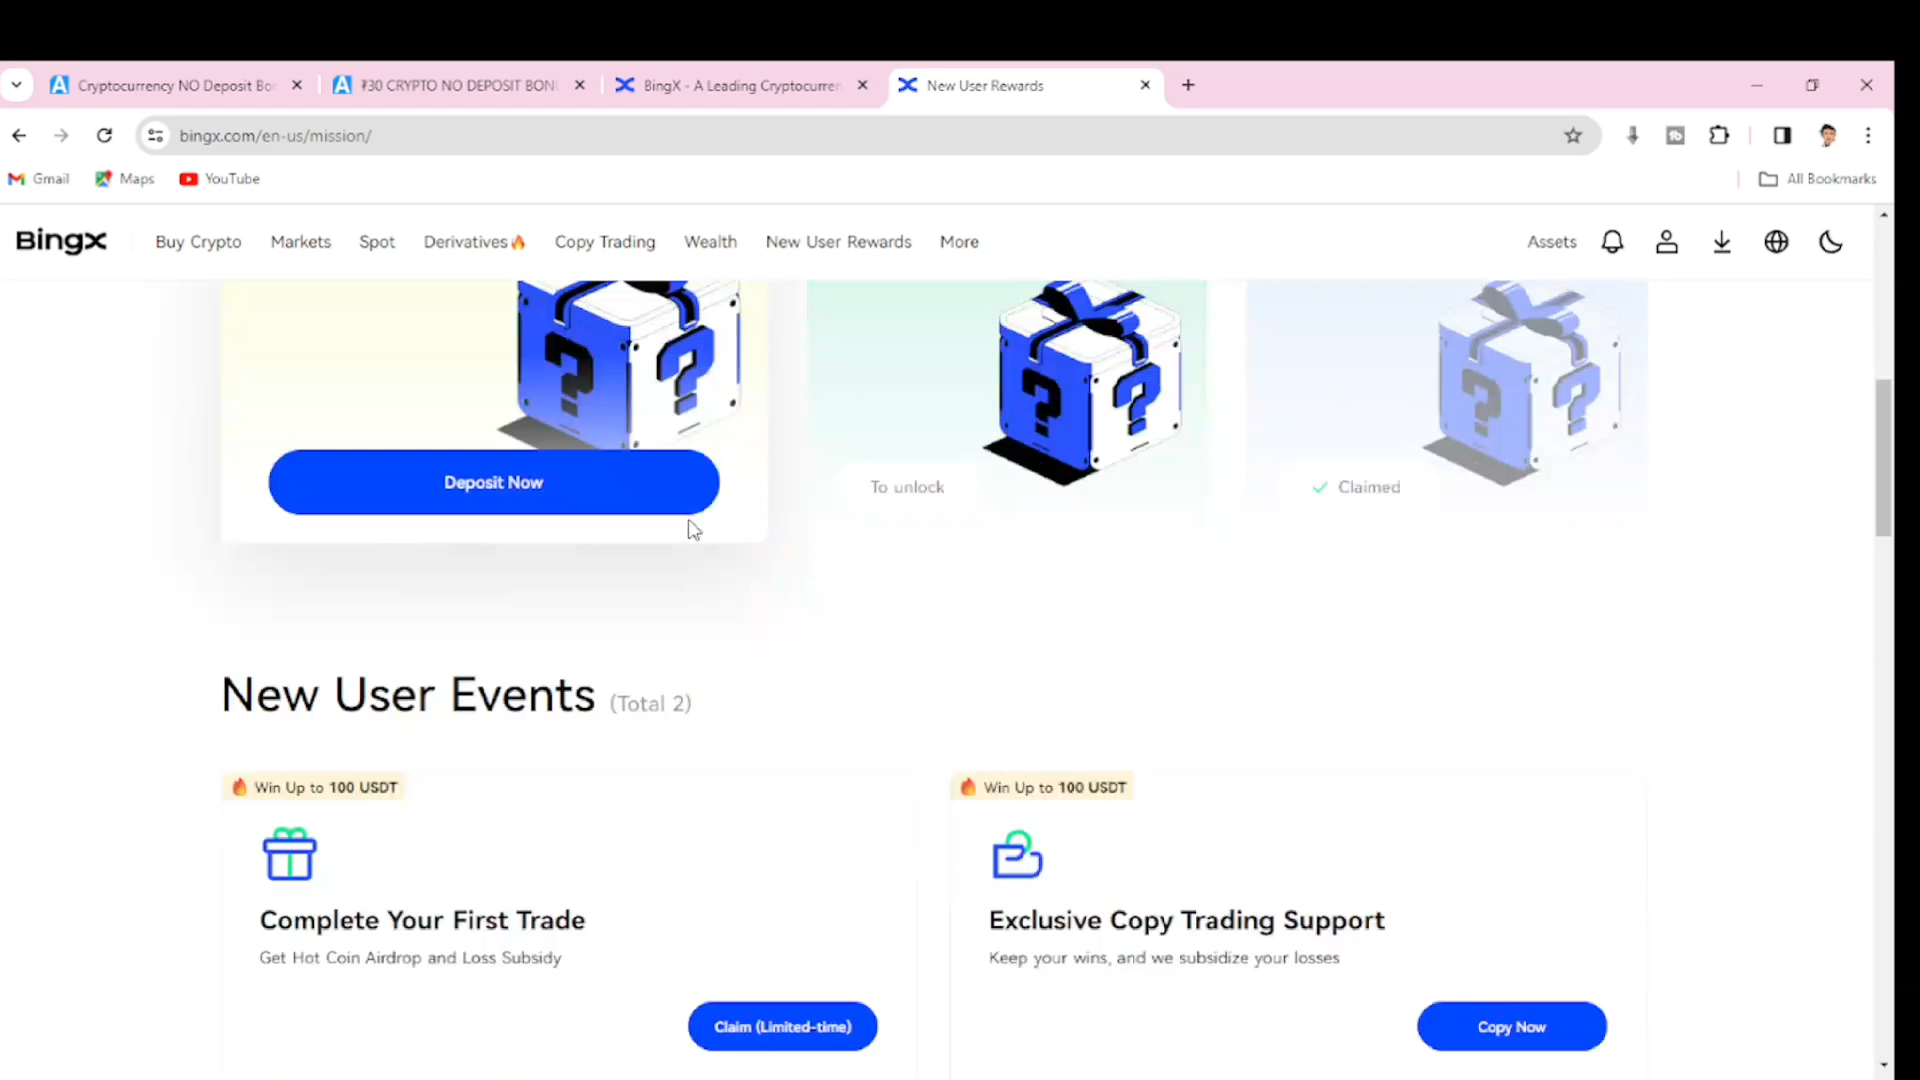 Cryptocurrency NO Deposit Bo
₮30 CRYPTO NO DEPOSIT BONU
BingX - A Leading Cryptocurren
New User Rewards
bingx.com/en-us/mission/
Gmail
Maps
YouTube
All Bookmarks
BingX
Buy Crypto
Markets
Spot
Derivatives🔥
Copy Trading
Wealth
New User Rewards
More
Assets
? ?
? ?
? ?
Deposit Now
To unlock
Claimed
New User Events (Total 2)
Win Up to 100 USDT
Win Up to 100 USDT
Complete Your First Trade
Exclusive Copy Trading Support
Get Hot Coin Airdrop and Loss Subsidy
Keep your wins, and we subsidize your losses
Claim (Limited-time)
Copy Now